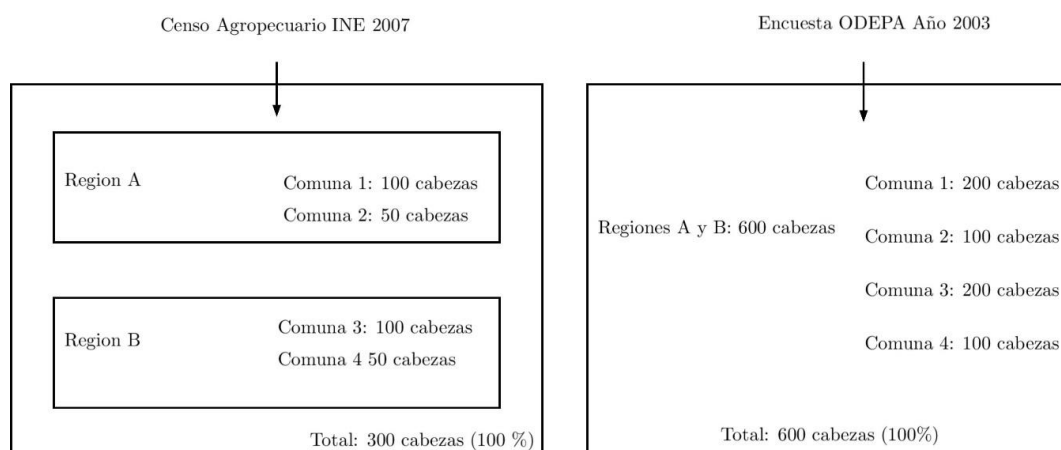 Censo Agropecuario INE 2007
Region A
Comuna 1: 100 cabezas
Comuna 2: 50 cabezas
Region B
Comuna 3: 100 cabezas
Comuna 4 50 cabezas
Total: 300 cabezas (100 %)
Encuesta ODEPA Año 2003
Regiones A y B: 600 cabezas
Comuna 1: 200 cabezas
Comuna 2: 100 cabezas
Comuna 3: 200 cabezas
Comuna 4: 100 cabezas
Total: 600 cabezas (100%)